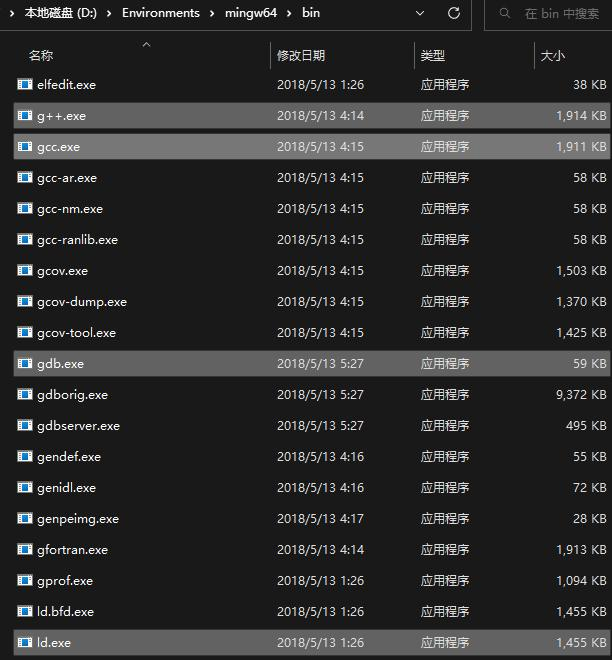 本地磁盘 (D:) > Environments > mingw64 > bin 在 bin 中搜索
名称 修改日期 类型 大小
elfedit.exe 2018/5/13 1:26 应用程序 38 KB
g++.exe 2018/5/13 4:14 应用程序 1,914 KB
gcc.exe 2018/5/13 4:15 应用程序 1,911 KB
gcc-ar.exe 2018/5/13 4:15 应用程序 58 KB
gcc-nm.exe 2018/5/13 4:15 应用程序 58 KB
gcc-ranlib.exe 2018/5/13 4:15 应用程序 58 KB
gcov.exe 2018/5/13 4:15 应用程序 1,503 KB
gcov-dump.exe 2018/5/13 4:15 应用程序 1,370 KB
gcov-tool.exe 2018/5/13 4:15 应用程序 1,425 KB
gdb.exe 2018/5/13 5:27 应用程序 59 KB
gdborig.exe 2018/5/13 5:27 应用程序 9,372 KB
gdbserver.exe 2018/5/13 5:27 应用程序 495 KB
gendef.exe 2018/5/13 4:16 应用程序 55 KB
genidl.exe 2018/5/13 4:16 应用程序 72 KB
genpeimg.exe 2018/5/13 4:17 应用程序 28 KB
gfortran.exe 2018/5/13 4:14 应用程序 1,913 KB
gprof.exe 2018/5/13 1:26 应用程序 1,094 KB
ld.bfd.exe 2018/5/13 1:26 应用程序 1,455 KB
ld.exe 2018/5/13 1:26 应用程序 1,455 KB